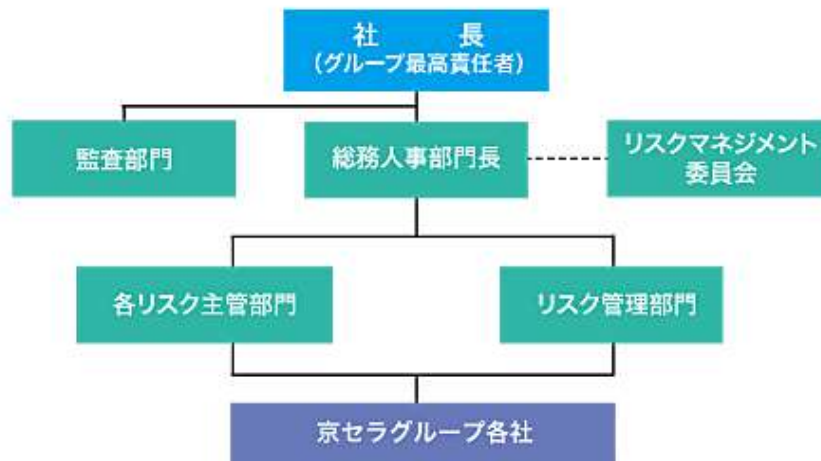 社　　長
（グループ最高責任者）
監査部門
総務人事部門長
リスクマネジメント
委員会
各リスク主管部門
リスク管理部門
京セラグループ各社